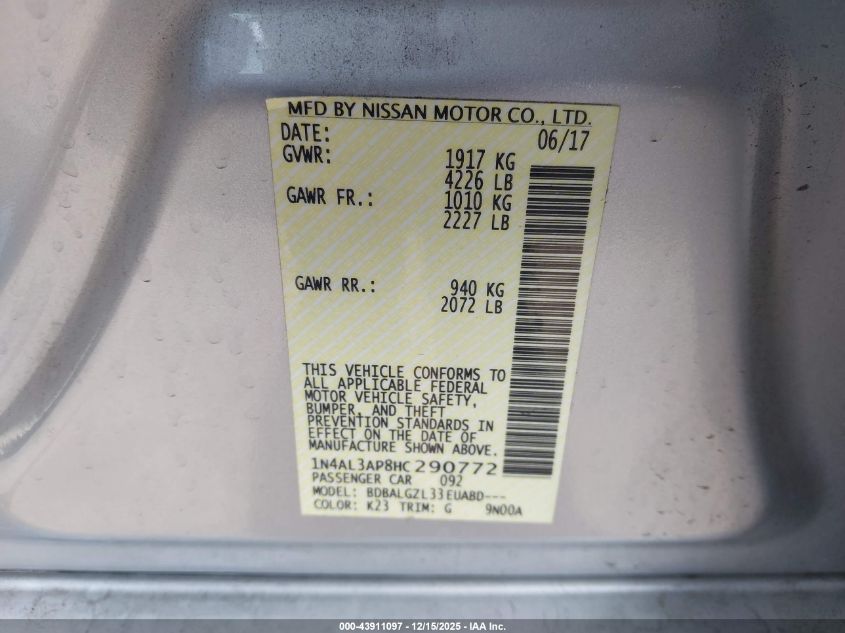 MFD BY NISSAN MOTOR CO., LTD.
DATE: 06/17
GVWR: 1917 KG
4226 LB
GAWR FR.: 1010 KG
2227 LB
GAWR RR.: 940 KG
2072 LB
THIS VEHICLE CONFORMS TO
ALL APPLICABLE FEDERAL
MOTOR VEHICLE SAFETY,
BUMPER, AND THEFT
PREVENTION STANDARDS IN
EFFECT ON THE DATE OF
MANUFACTURE SHOWN ABOVE.
1N4AL3AP8HC290772
PASSENGER CAR 092
MODEL: BDBALGZL33EUABD---
COLOR: K23 TRIM: G 9N00A
000-43911097 - 12/15/2025 - IAA Inc.